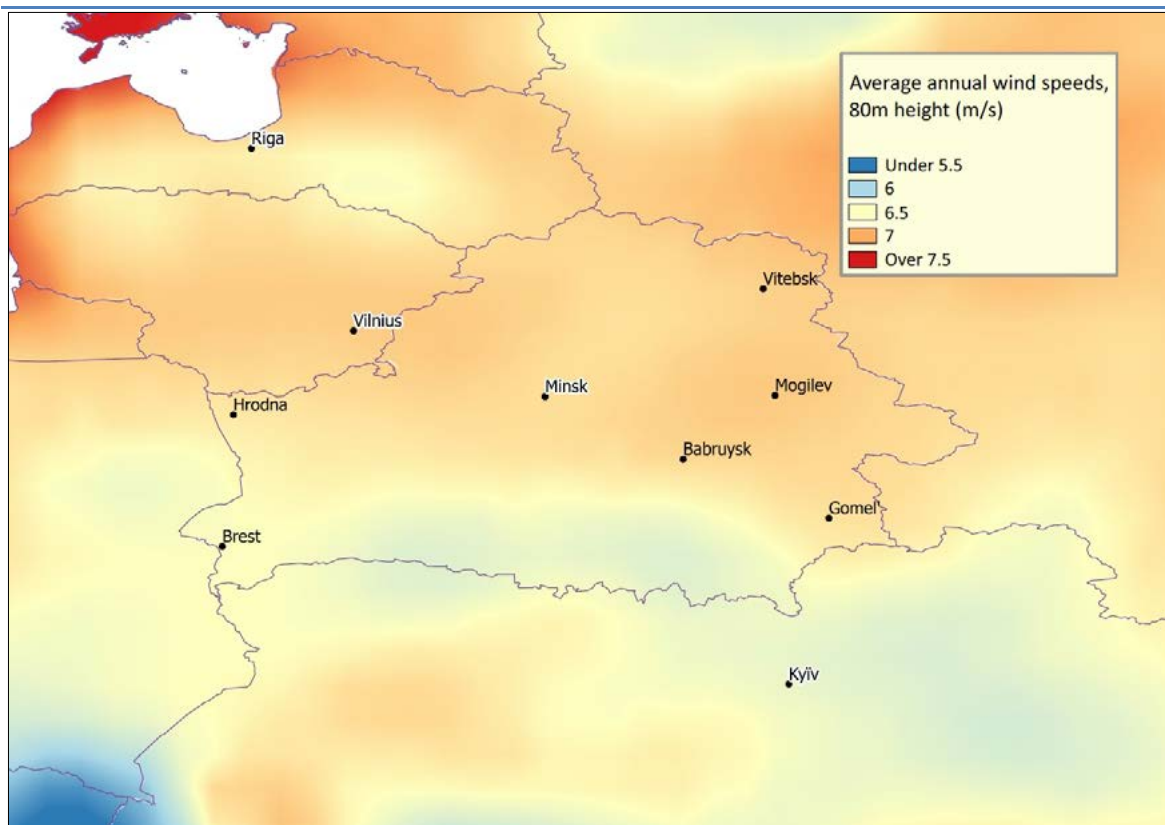 Average annual wind speeds,
80m height (m/s)
Under 5.5
6
6.5
7
Over 7.5
Riga
Vitebsk
Vilnius
Minsk
Mogilev
Hrodna
Babruysk
Gomel'
Brest
Kyïv